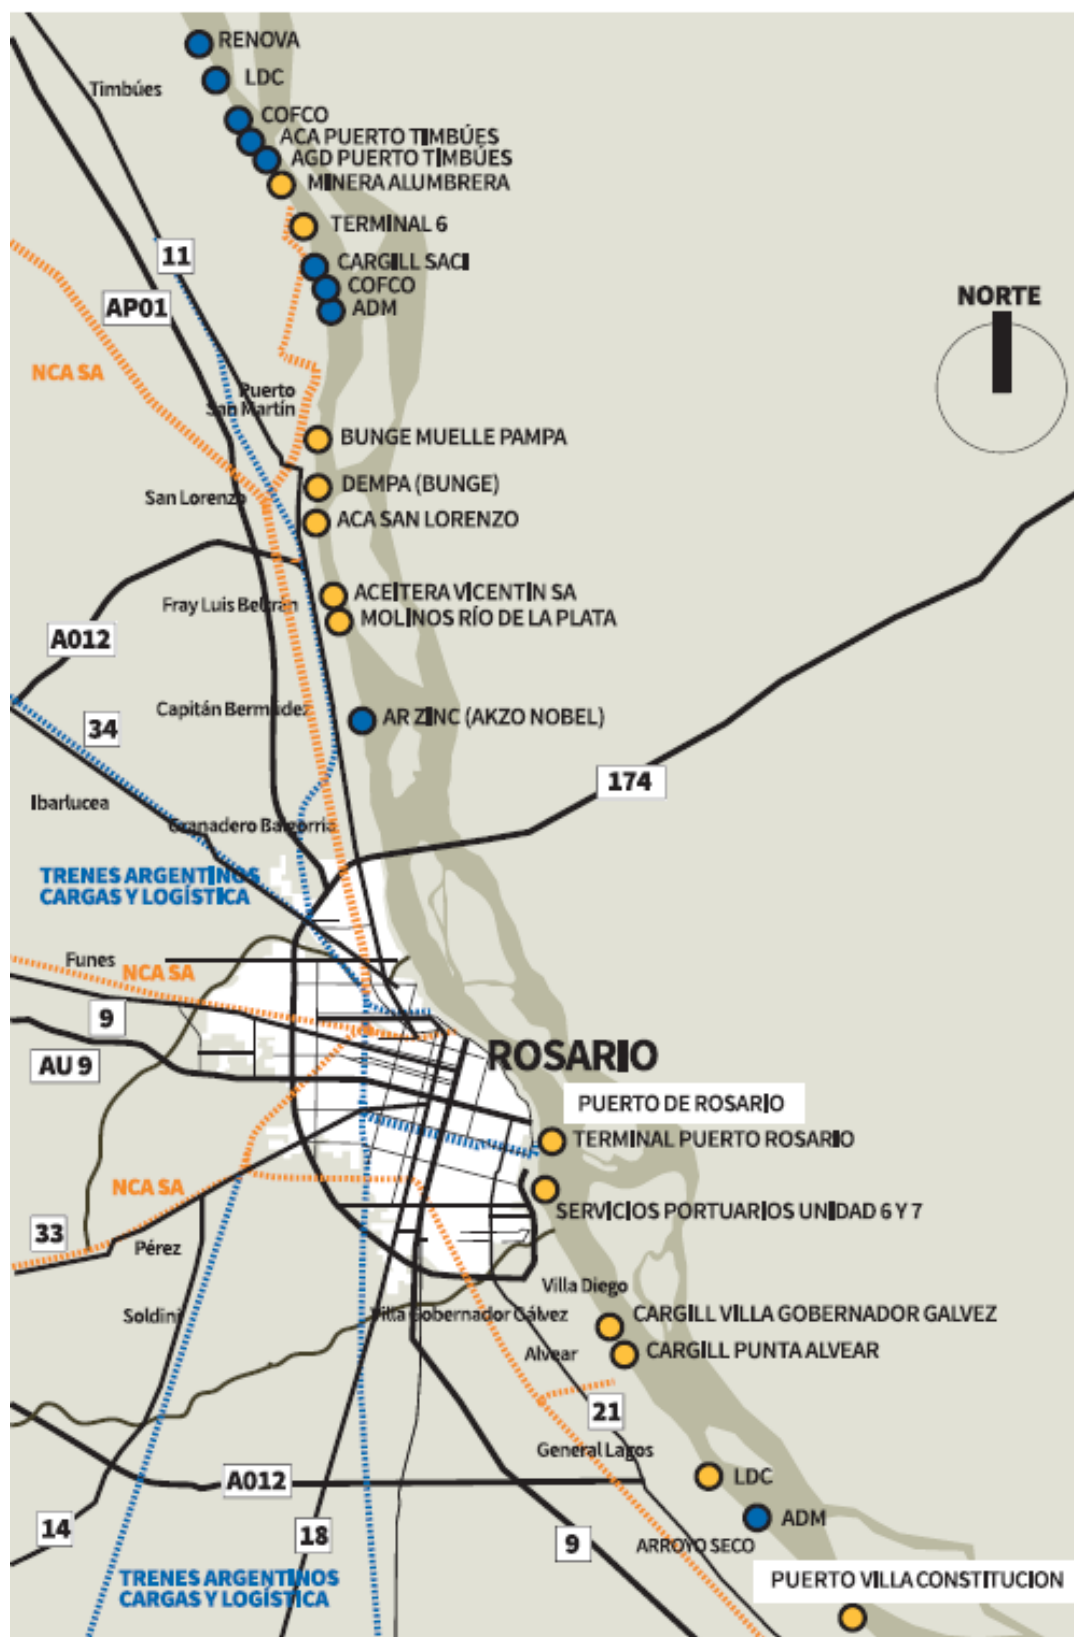 RENOVA
LDC
Timbúes
COFCO
ACA PUERTO TIMBÚES
AGD PUERTO TIMBÚES
MINERA ALUMBRERA
TERMINAL 6
11
CARGILL SACI
COFCO
AP01
ADM
NORTE
NCA SA
Puerto
San Martín
BUNGE MUELLE PAMPA
DEMPA (BUNGE)
San Lorenzo
ACA SAN LORENZO
ACEITERA VICENTIN SA
Fray Luis Beltrán
MOLINOS RÍO DE LA PLATA
A012
Capitán Bermúdez
AR ZINC (AKZO NOBEL)
34
174
Ibarlucea
Granadero Baigorria
TRENES ARGENTINOS
CARGAS Y LOGÍSTICA
Funes
NCA SA
9
ROSARIO
AU 9
PUERTO DE ROSARIO
TERMINAL PUERTO ROSARIO
NCA SA
SERVICIOS PORTUARIOS UNIDAD 6 Y 7
33
Pérez
Villa Diego
Soldini
Villa Gobernador Gálvez
CARGILL VILLA GOBERNADOR GALVEZ
Alvear
CARGILL PUNTA ALVEAR
21
General Lagos
A012
LDC
14
18
9
ADM
ARROYO SECO
TRENES ARGENTINOS
CARGAS Y LOGÍSTICA
PUERTO VILLA CONSTITUCION